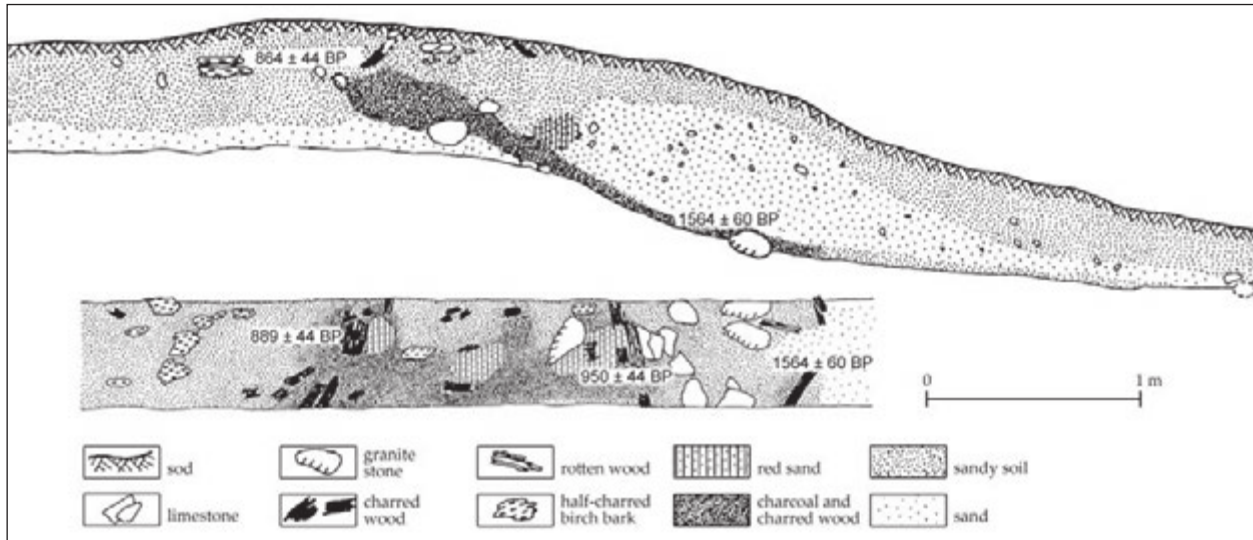 864 ± 44 BP
1564 ± 60 BP
889 ± 44 BP
950 ± 44 BP
1564 ± 60 BP
0 1 m
sod
granite
stone
rotten wood
red sand
sandy soil
limestone
charred
wood
half-charred
birch bark
charcoal and
charred wood
sand